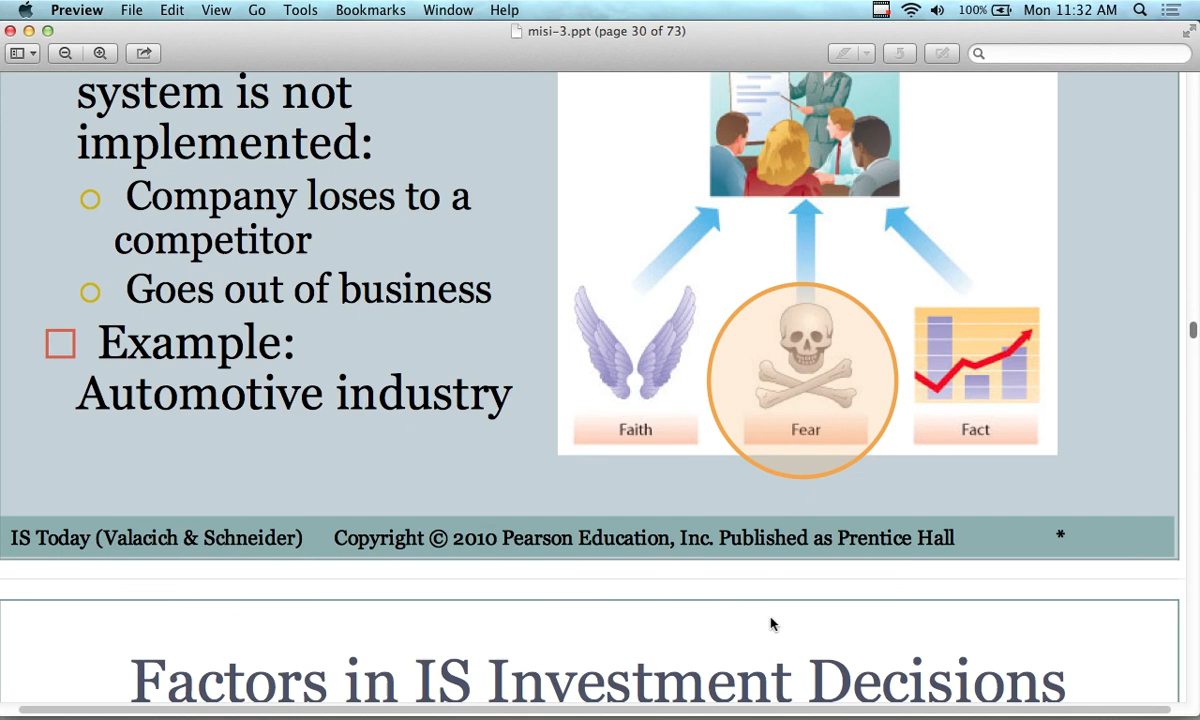 Preview File Edit View Go Tools Bookmarks Window Help 100% Mon 11:32 AM
misi-3.ppt (page 30 of 73)
system is not
implemented:
Company loses to a
competitor
Goes out of business
Example:
Automotive industry
Faith Fear Fact
IS Today (Valacich & Schneider) Copyright © 2010 Pearson Education, Inc. Published as Prentice Hall *
Factors in IS Investment Decisions